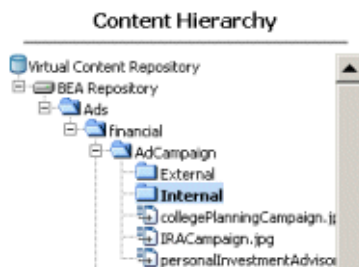 Content Hierarchy
Virtual Content Repository
BEA Repository
Ads
financial
AdCampaign
External
Internal
collegePlanningCampaign.j
IRACampaign.jpg
personalInvestmentAdviso